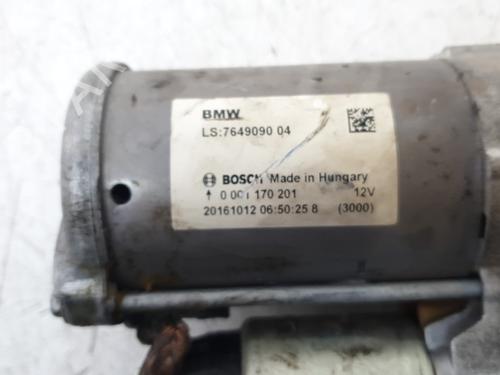 BMW
LS:7649090 04
BOSCH Made in Hungary
0 001 170 201 12V
20161012 06:50:25 8 (3000)